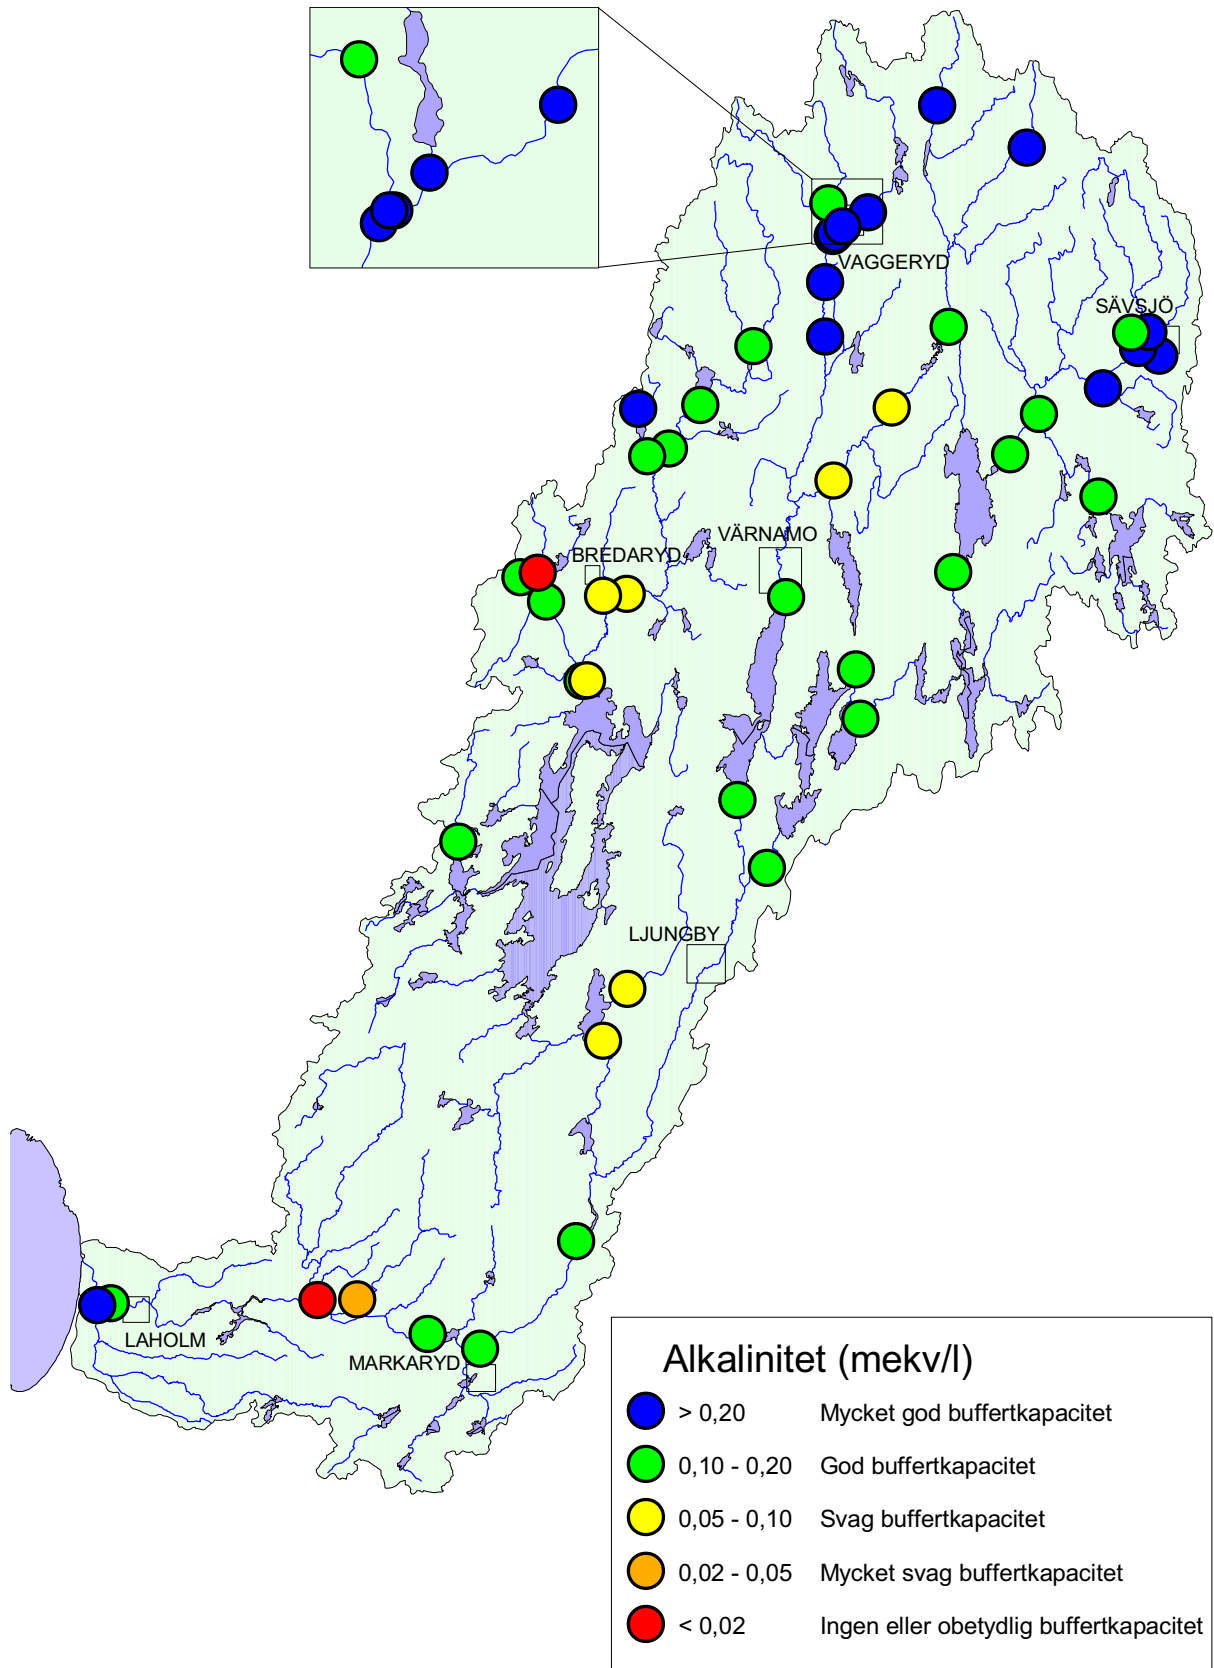 VAGGERYD
SÄVSJÖ
VÄRNAMO
BREDARYD
LJUNGBY
LAHOLM
MARKARYD
Alkalinitet (mekv/l)
> 0,20 Mycket god buffertkapacitet
0,10 - 0,20 God buffertkapacitet
0,05 - 0,10 Svag buffertkapacitet
0,02 - 0,05 Mycket svag buffertkapacitet
< 0,02 Ingen eller obetydlig buffertkapacitet